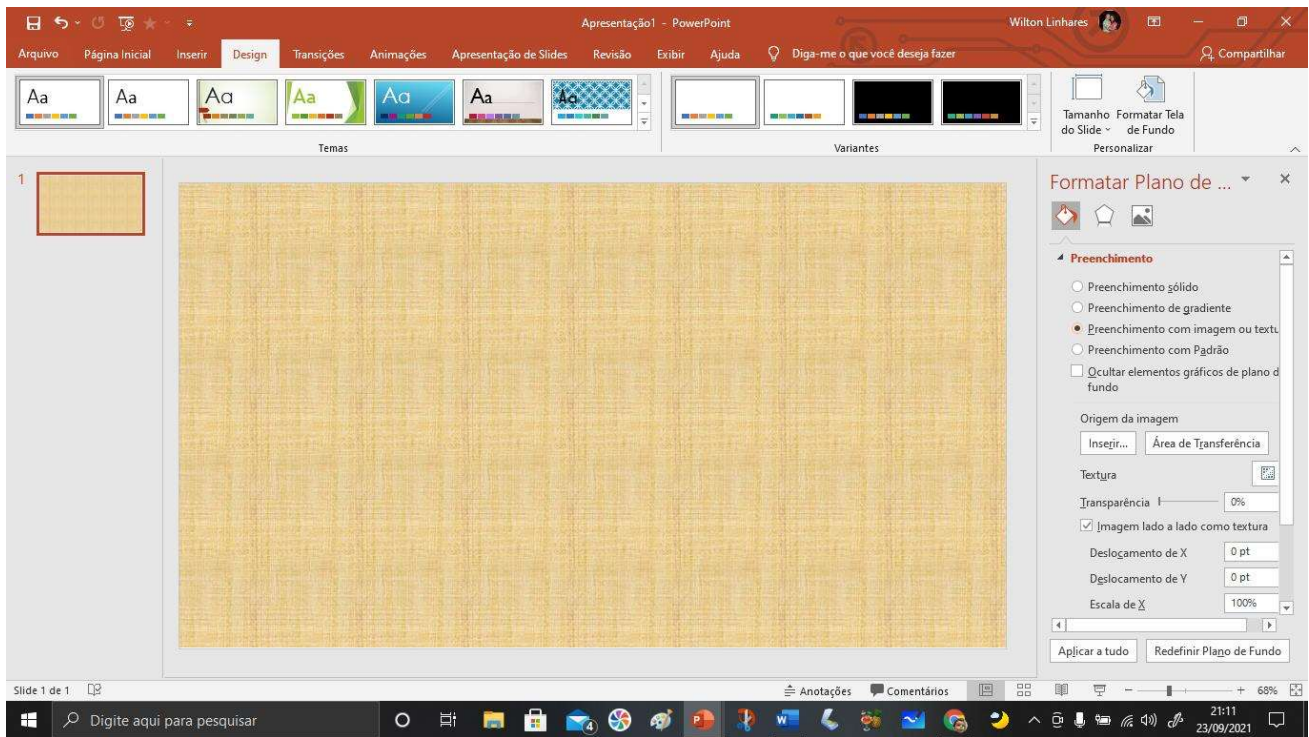 Apresentação1 - PowerPoint
Wilton Linhares
Arquivo Página Inicial Inserir Design Transições Animações Apresentação de Slides Revisão Exibir Ajuda Diga-me o que você deseja fazer Compartilhar
Aa Aa Aa Aa Aa Aa Aa
Tamanho do Slide
Formatar Tela de Fundo
Temas Variantes Personalizar
1
Formatar Plano de ...
Preenchimento
Preenchimento sólido
Preenchimento de gradiente
Preenchimento com imagem ou textu
Preenchimento com Padrão
Ocultar elementos gráficos de plano d
fundo
Origem da imagem
Inserir... Área de Transferência
Textura
Transparência 0%
Imagem lado a lado como textura
Deslocamento de X 0 pt
Deslocamento de Y 0 pt
Escala de X 100%
Aplicar a tudo Redefinir Plano de Fundo
Slide 1 de 1 Anotações Comentários 68%
Digite aqui para pesquisar
4
21:11
23/09/2021